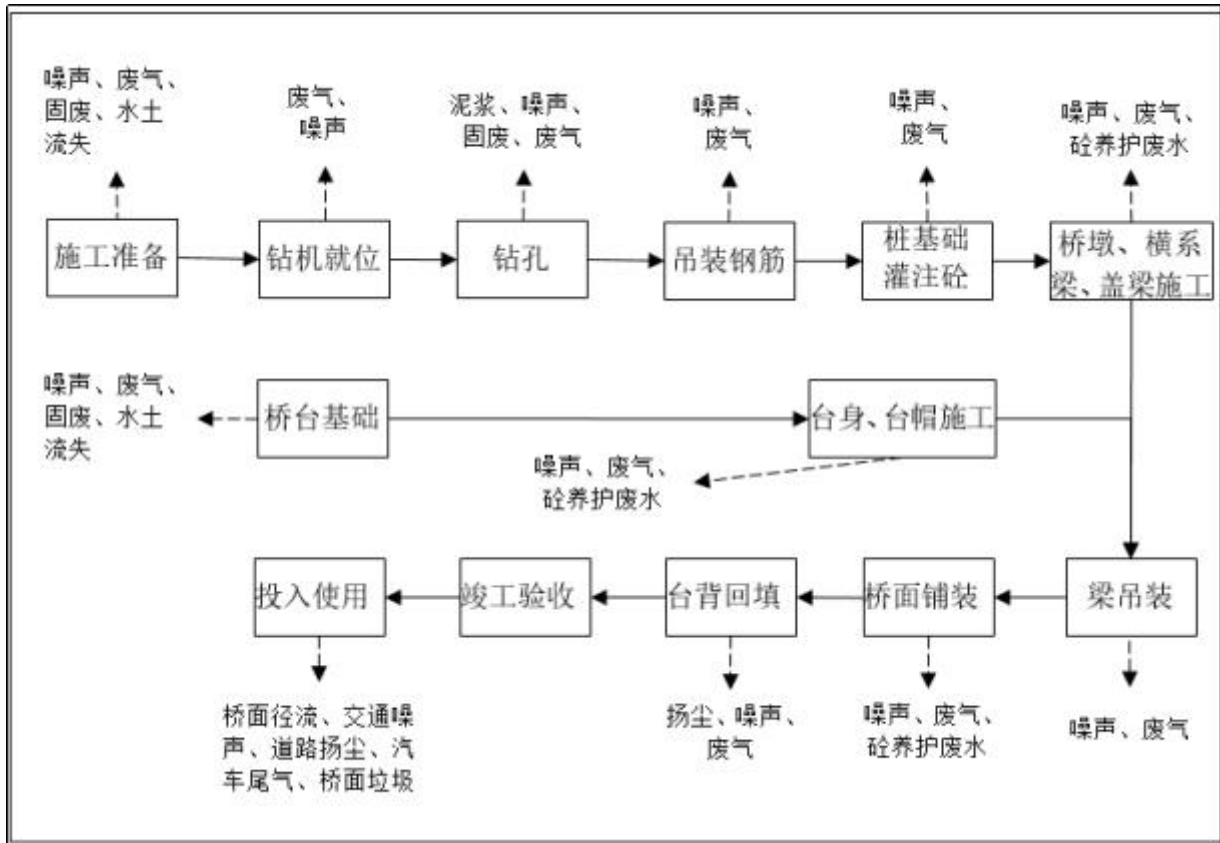 噪声、废气、
固废、水土
流失
废气、
噪声
泥浆、噪声、
固废、废气
噪声、
废气
噪声、
废气
噪声、废气、
砼养护废水
施工准备
钻机就位
钻孔
吊装钢筋
桩基础
灌注砼
桥墩、横系
梁、盖梁施工
噪声、废气、
固废、水土
流失
桥台基础
台身、台帽施工
噪声、废气、
砼养护废水
投入使用
竣工验收
台背回填
桥面铺装
梁吊装
桥面径流、交通噪
声、道路扬尘、汽
车尾气、桥面垃圾
扬尘、噪声、
废气
噪声、废气、
砼养护废水
噪声、废气